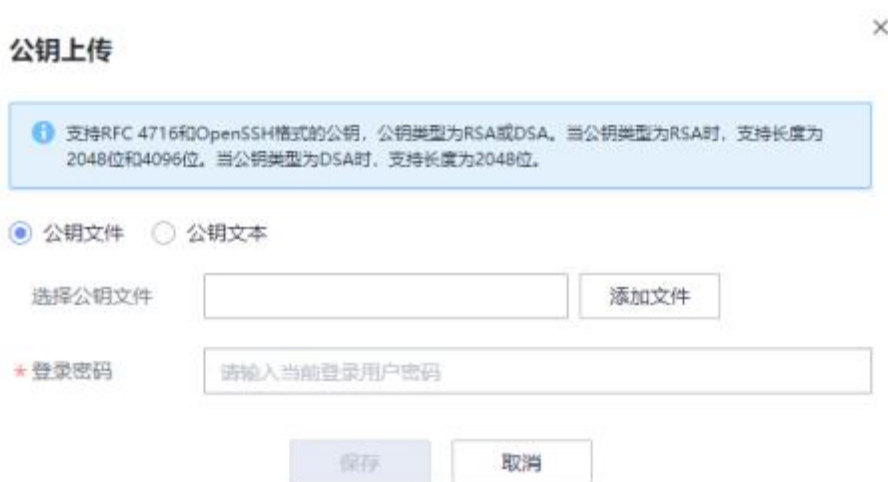 公钥上传
支持RFC 4716和OpenSSH格式的公钥，公钥类型为RSA或DSA。当公钥类型为RSA时，支持长度为
2048位和4096位。当公钥类型为DSA时，支持长度为2048位。
公钥文件 公钥文本
选择公钥文件 添加文件
* 登录密码 请输入当前登录用户密码
保存 取消